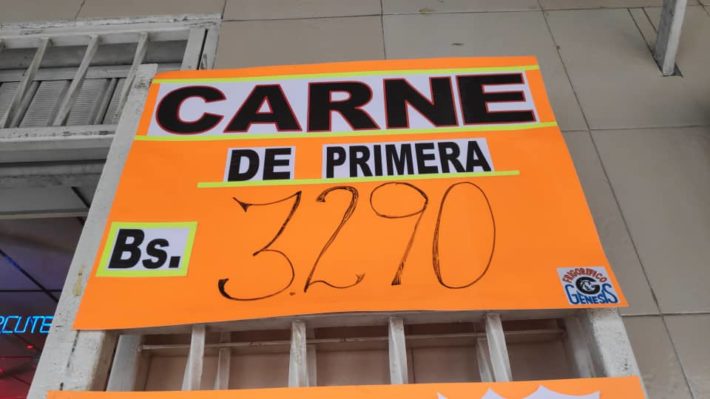 CARNE
DE PRIMERA
Bs. 3.290
FRIGORIFICO
GENESIS